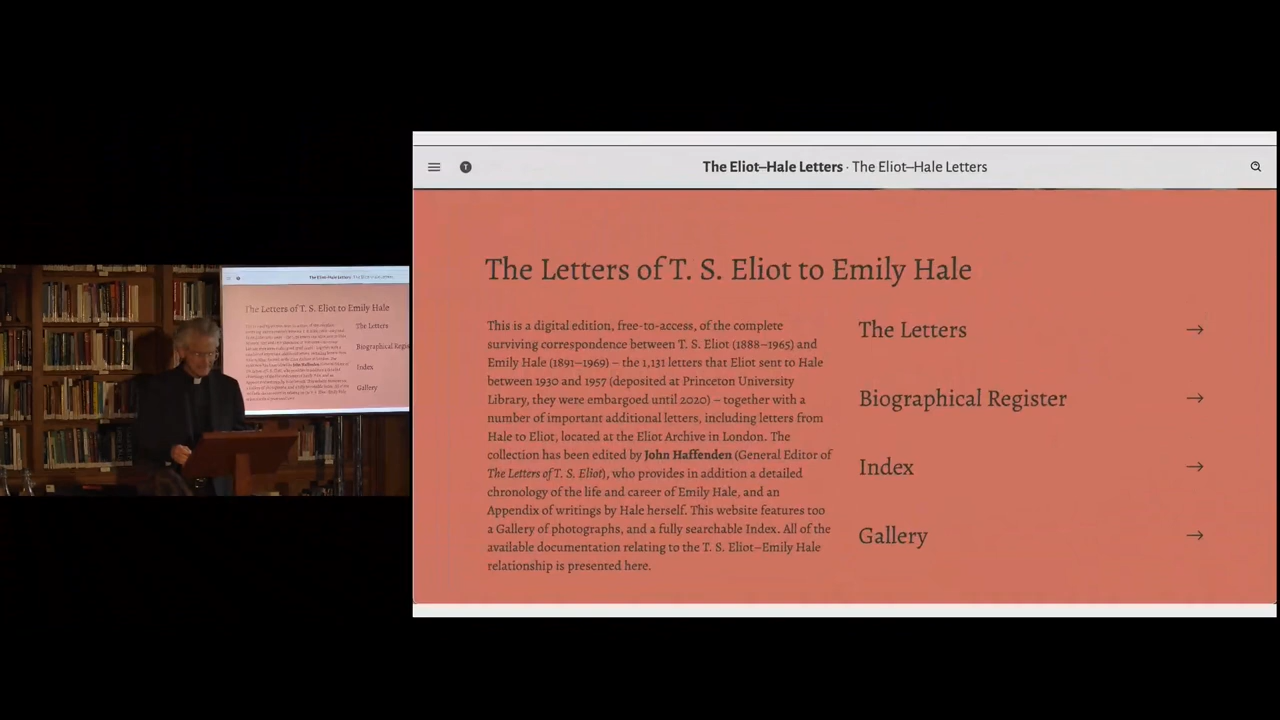 The Eliot–Hale Letters · The Eliot–Hale Letters
The Letters of T. S. Eliot to Emily Hale
This is a digital edition, free-to-access, of the complete
surviving correspondence between T. S. Eliot (1888–1965) and
Emily Hale (1891–1969) – the 1,131 letters that Eliot sent to Hale
between 1930 and 1957 (deposited at Princeton University
Library, they were embargoed until 2020) – together with a
number of important additional letters, including letters from
Hale to Eliot, located at the Eliot Archive in London. The
collection has been edited by John Haffenden (General Editor of
The Letters of T. S. Eliot), who provides in addition a detailed
chronology of the life and career of Emily Hale, and an
Appendix of writings by Hale herself. This website features too
a Gallery of photographs, and a fully searchable Index. All of the
available documentation relating to the T. S. Eliot–Emily Hale
relationship is presented here.
The Letters →
Biographical Register →
Index →
Gallery →
The Letters of T. S. Eliot to Emily Hale
The Letters
Biographical Regis
Index
Gallery